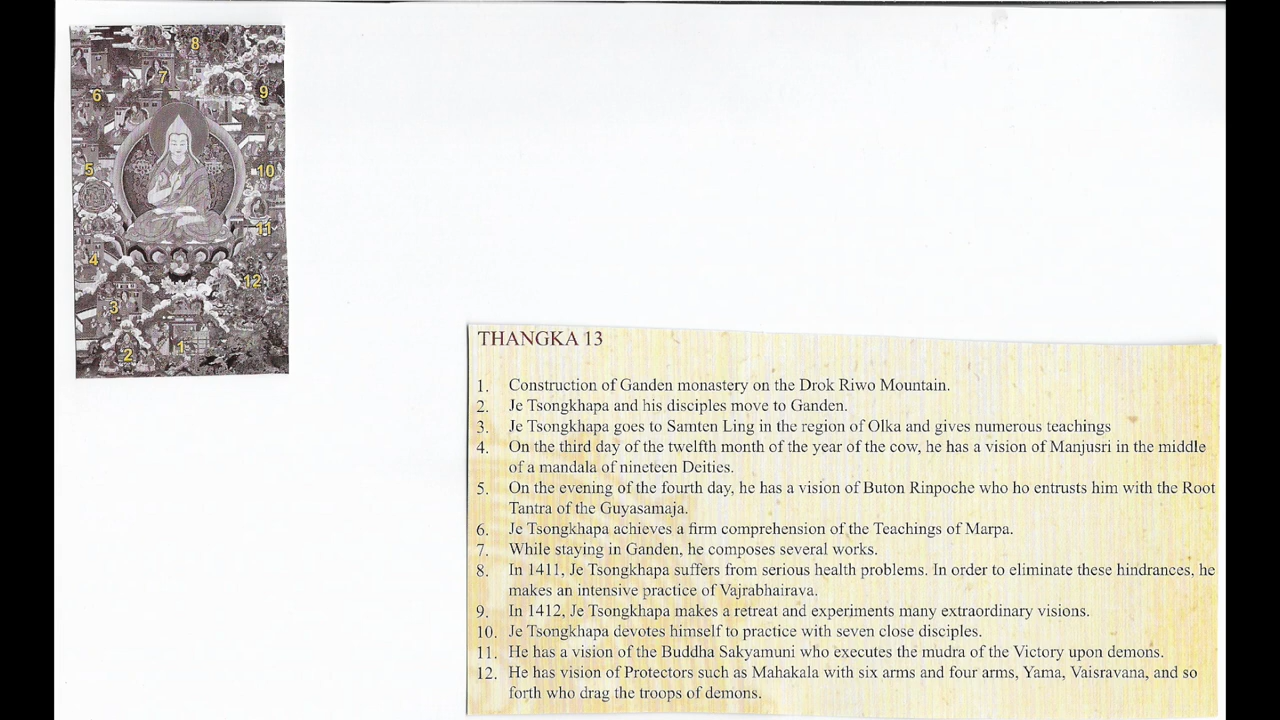 8
7
9
6
5
10
11
4
12
3
1
2
THANGKA 13
1. Construction of Ganden monastery on the Drok Riwo Mountain.
2. Je Tsongkhapa and his disciples move to Ganden.
3. Je Tsongkhapa goes to Samten Ling in the region of Olka and gives numerous teachings
4. On the third day of the twelfth month of the year of the cow, he has a vision of Manjusri in the middle
of a mandala of nineteen Deities.
5. On the evening of the fourth day, he has a vision of Buton Rinpoche who ho entrusts him with the Root
Tantra of the Guyasamaja.
6. Je Tsongkhapa achieves a firm comprehension of the Teachings of Marpa.
7. While staying in Ganden, he composes several works.
8. In 1411, Je Tsongkhapa suffers from serious health problems. In order to eliminate these hindrances, he
makes an intensive practice of Vajrabhairava.
9. In 1412, Je Tsongkhapa makes a retreat and experiments many extraordinary visions.
10. Je Tsongkhapa devotes himself to practice with seven close disciples.
11. He has a vision of the Buddha Sakyamuni who executes the mudra of the Victory upon demons.
12. He has vision of Protectors such as Mahakala with six arms and four arms, Yama, Vaisravana, and so
forth who drag the troops of demons.